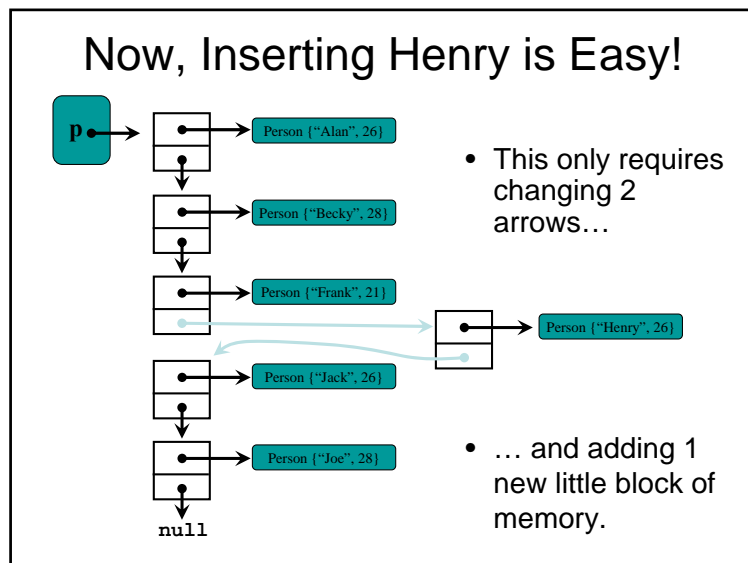 Now, Inserting Henry is Easy!
p
Person {“Alan”, 26}
Person {“Becky”, 28}
Person {“Frank”, 21}
Person {“Henry”, 26}
Person {“Jack”, 26}
Person {“Joe”, 28}
null
• This only requires
changing 2
arrows…
• … and adding 1
new little block of
memory.